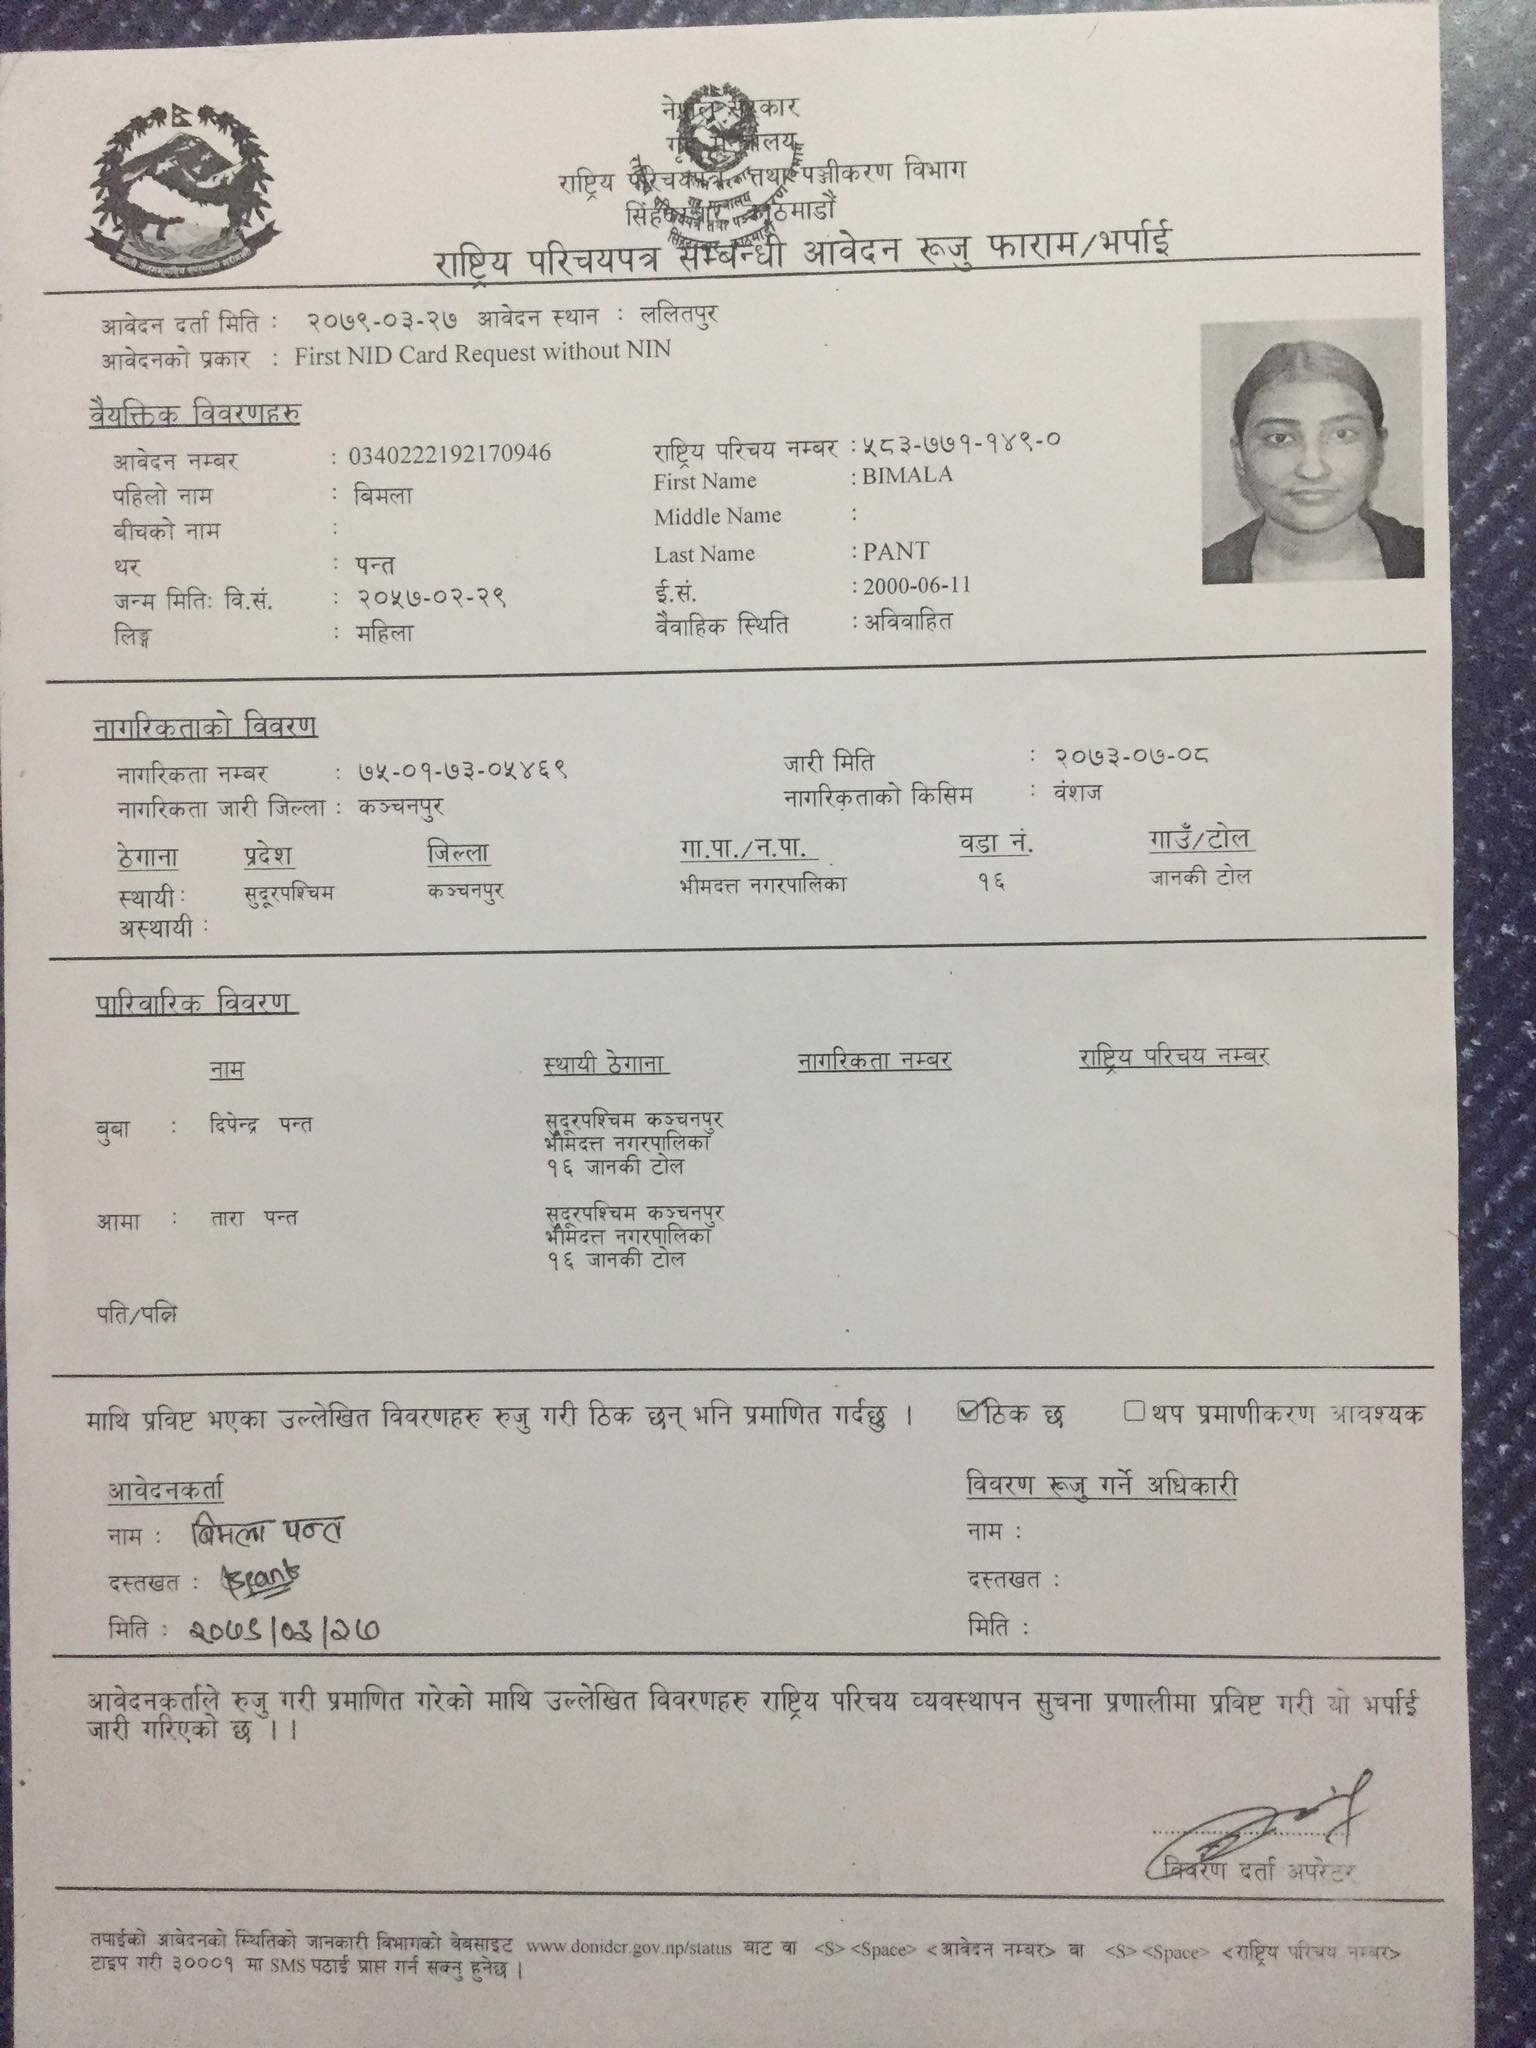 नेपाल सरकार
गृह मन्त्रालय
राष्ट्रिय परिचयपत्र तथा पञ्जीकरण विभाग
सिंहदरबार, काठमाडौं
राष्ट्रिय परिचयपत्र सम्बन्धी आवेदन रूजु फाराम/भर्पाई
आवेदन दर्ता मिति : २०७९-०३-२७ आवेदन स्थान : ललितपुर
आवेदनको प्रकार : First NID Card Request without NIN
वैयक्तिक विवरणहरु
आवेदन नम्बर : 0340222192170946 राष्ट्रिय परिचय नम्बर : ५८३-७७१-१४९-०
पहिलो नाम : बिमला First Name : BIMALA
बीचको नाम : Middle Name :
थर : पन्त Last Name : PANT
जन्म मितिः वि.सं. : २०५७-०२-२९ ई.सं. : 2000-06-11
लिङ्ग : महिला वैवाहिक स्थिति : अविवाहित
नागरिकताको विवरण
नागरिकता नम्बर : ७५-०१-७३-०५४६९ जारी मिति : २०७३-०७-०८
नागरिकता जारी जिल्ला : कञ्चनपुर नागरिकताको किसिम : वंशज
ठेगाना प्रदेश जिल्ला गा.पा./न.पा. वडा नं. गाउँ/टोल
स्थायी : सुदूरपश्चिम कञ्चनपुर भीमदत्त नगरपालिका १६ जानकी टोल
अस्थायी :
पारिवारिक विवरण
नाम स्थायी ठेगाना नागरिकता नम्बर राष्ट्रिय परिचय नम्बर
बुबा : दिपेन्द्र पन्त सुदूरपश्चिम कञ्चनपुर
भीमदत्त नगरपालिका
१६ जानकी टोल
आमा : तारा पन्त सुदूरपश्चिम कञ्चनपुर
भीमदत्त नगरपालिका
१६ जानकी टोल
पति/पत्नि
माथि प्रविष्ट भएका उल्लेखित विवरणहरु रुजु गरी ठिक छन् भनि प्रमाणित गर्दछु । ठिक छ थप प्रमाणीकरण आवश्यक
आवेदनकर्ता विवरण रूजु गर्ने अधिकारी
नाम : बिमला पन्त नाम :
दस्तखत : Bpant दस्तखत :
मिति : २०७९/०३/२७ मिति :
आवेदनकर्ताले रुजु गरी प्रमाणित गरेको माथि उल्लेखित विवरणहरु राष्ट्रिय परिचय व्यवस्थापन सुचना प्रणालीमा प्रविष्ट गरी यो भर्पाई
जारी गरिएको छ ।।
विवरण दर्ता अपरेटर
तपाईको आवेदनको स्थितिको जानकारी विभागको वेबसाइट www.donidcr.gov.np/status बाट वा <S><Space> <आवेदन नम्बर> वा <S><Space> <राष्ट्रिय परिचय नम्बर>
टाइप गरी ३०००१ मा SMS पठाई प्राप्त गर्न सक्नु हुनेछ ।